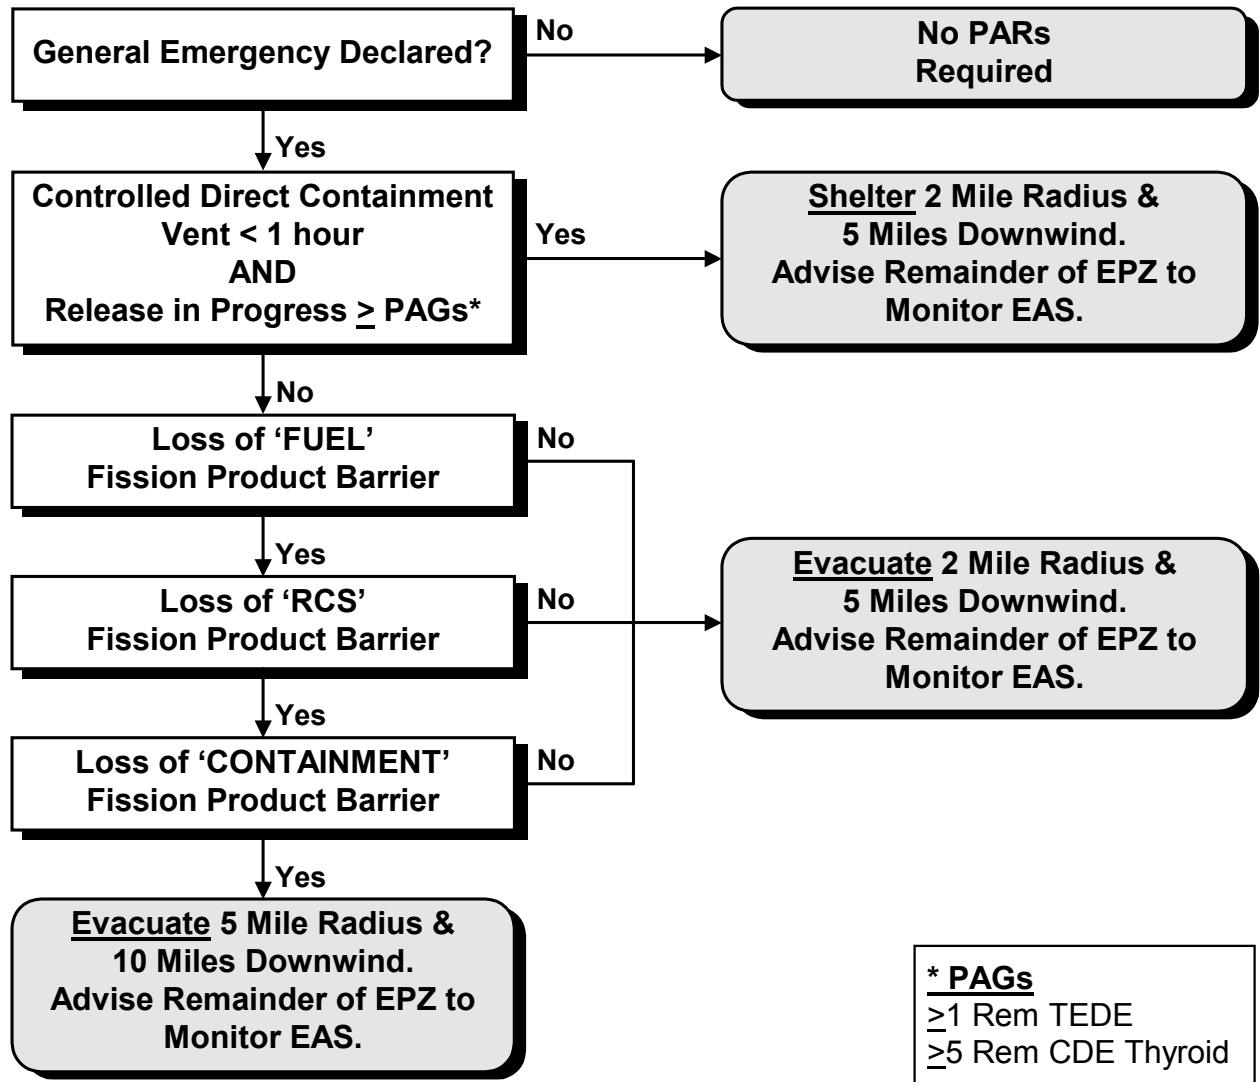 General Emergency Declared?
No
No PARs
Required
Yes
Controlled Direct Containment
Vent < 1 hour
AND
Release in Progress ≥ PAGs*
Yes
Shelter 2 Mile Radius &
5 Miles Downwind.
Advise Remainder of EPZ to
Monitor EAS.
No
Loss of ‘FUEL’
Fission Product Barrier
No
Yes
Loss of ‘RCS’
Fission Product Barrier
No
Evacuate 2 Mile Radius &
5 Miles Downwind.
Advise Remainder of EPZ to
Monitor EAS.
Yes
Loss of ‘CONTAINMENT’
Fission Product Barrier
No
Yes
Evacuate 5 Mile Radius &
10 Miles Downwind.
Advise Remainder of EPZ to
Monitor EAS.
* PAGs
≥1 Rem TEDE
≥5 Rem CDE Thyroid